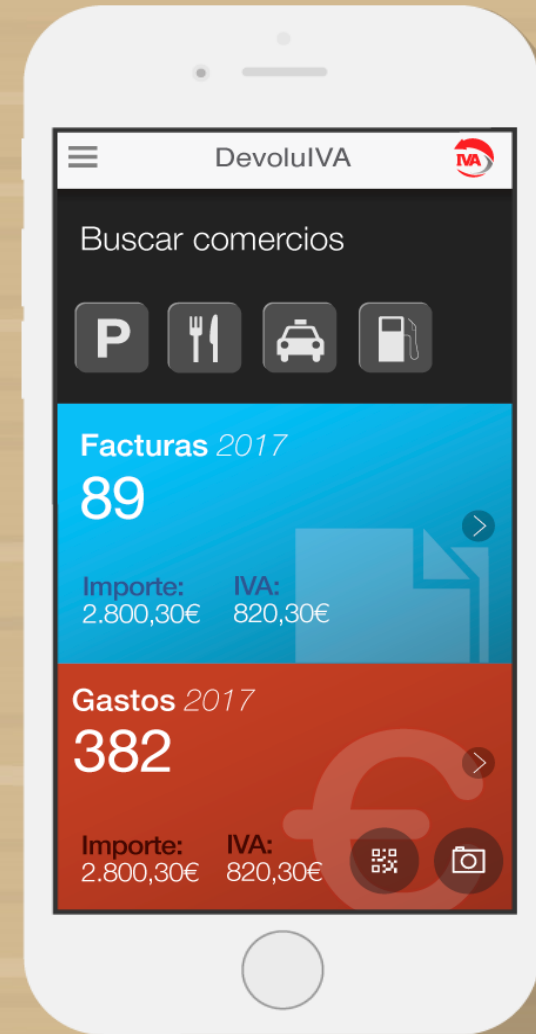 DevoluIVA
IVA
Buscar comercios
P
Facturas 2017
89
Importe: IVA:
2.800,30€ 820,30€
Gastos 2017
382
€
Importe: IVA:
2.800,30€ 820,30€